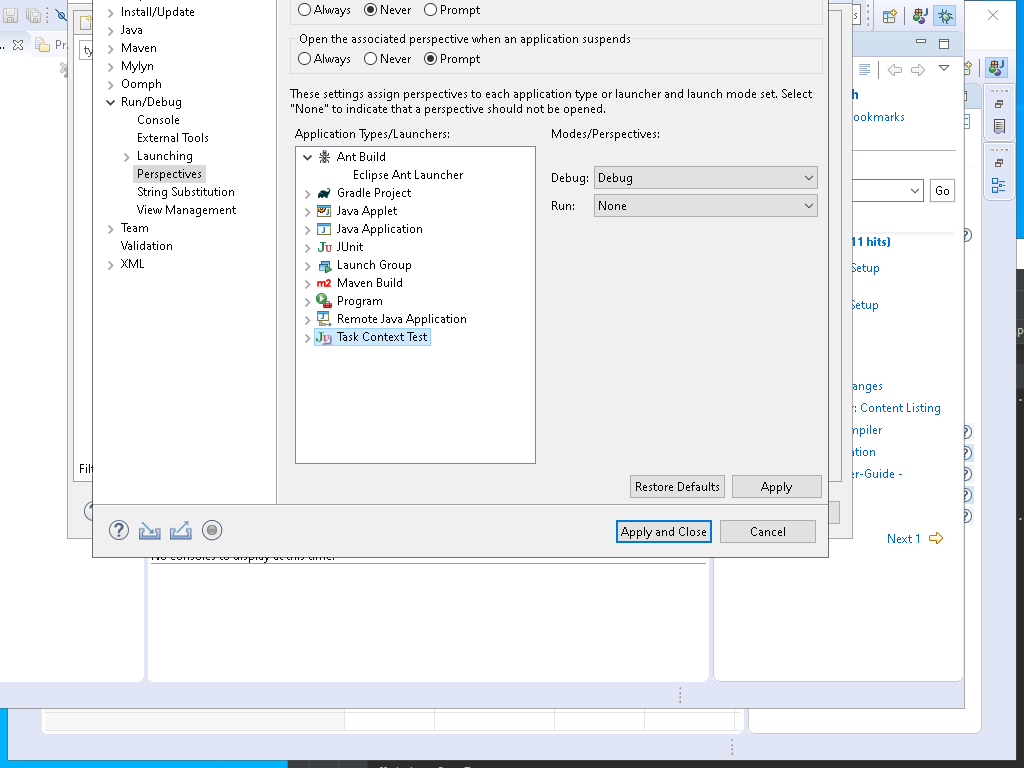 Install/Update
Java
Maven
Mylyn
Oomph
Run/Debug
Console
External Tools
Launching
Perspectives
String Substitution
View Management
Team
Validation
XML
Always Never Prompt
Open the associated perspective when an application suspends
Always Never Prompt
These settings assign perspectives to each application type or launcher and launch mode set. Select
"None" to indicate that a perspective should not be opened.
Application Types/Launchers:
Modes/Perspectives:
Ant Build
Eclipse Ant Launcher
Gradle Project
Java Applet
Java Application
JUnit
Launch Group
Maven Build
Program
Remote Java Application
Task Context Test
Debug: Debug
Run: None
Restore Defaults
Apply
Apply and Close
Cancel
ookmarks
Go
11 hits)
Setup
Setup
anges
: Content Listing
mpiler
ation
er-Guide -
Next 1
No consoles to display at this time.